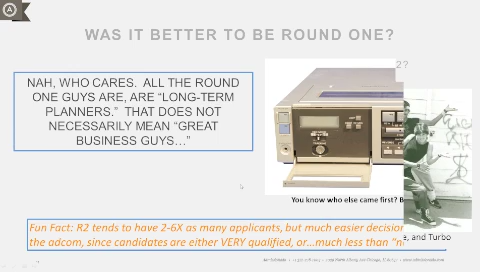 A
WAS IT BETTER TO BE ROUND ONE?
2?
NAH, WHO CARES. ALL THE ROUND
ONE GUYS ARE, ARE “LONG-TERM
PLANNERS.” THAT DOES NOT
NECESSARILY MEAN “GREAT
BUSINESS GUYS…”
You know who else came first? B
e, and Turbo
Fun Fact: R2 tends to have 2-6X as many applicants, but much easier decision
the adcom, since candidates are either VERY qualified, or…much less than “n